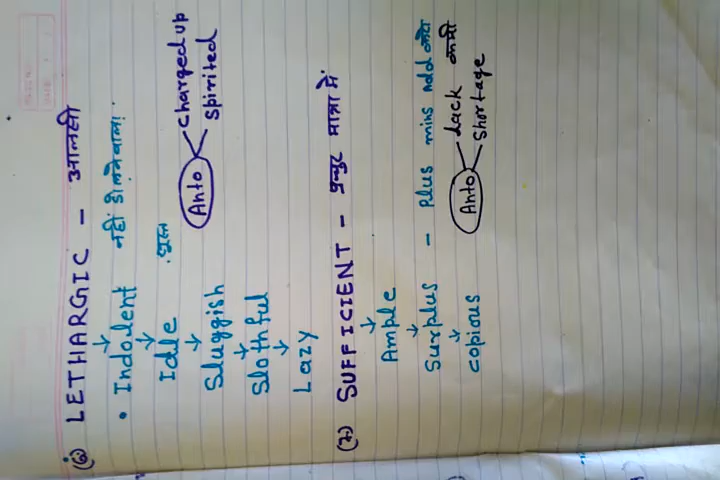 (6) LETHARGIC - आलसी
• Indolent नहीं डोलनेवाला
Idle
Sluggish
Slothful
Lazy
Anto
Charged up
Spirited
(7) SUFFICIENT - प्रचुर मात्रा में
Ample
Surplus - Plus mins Add करो
Copious
Anto
Lack कमी
Shortage